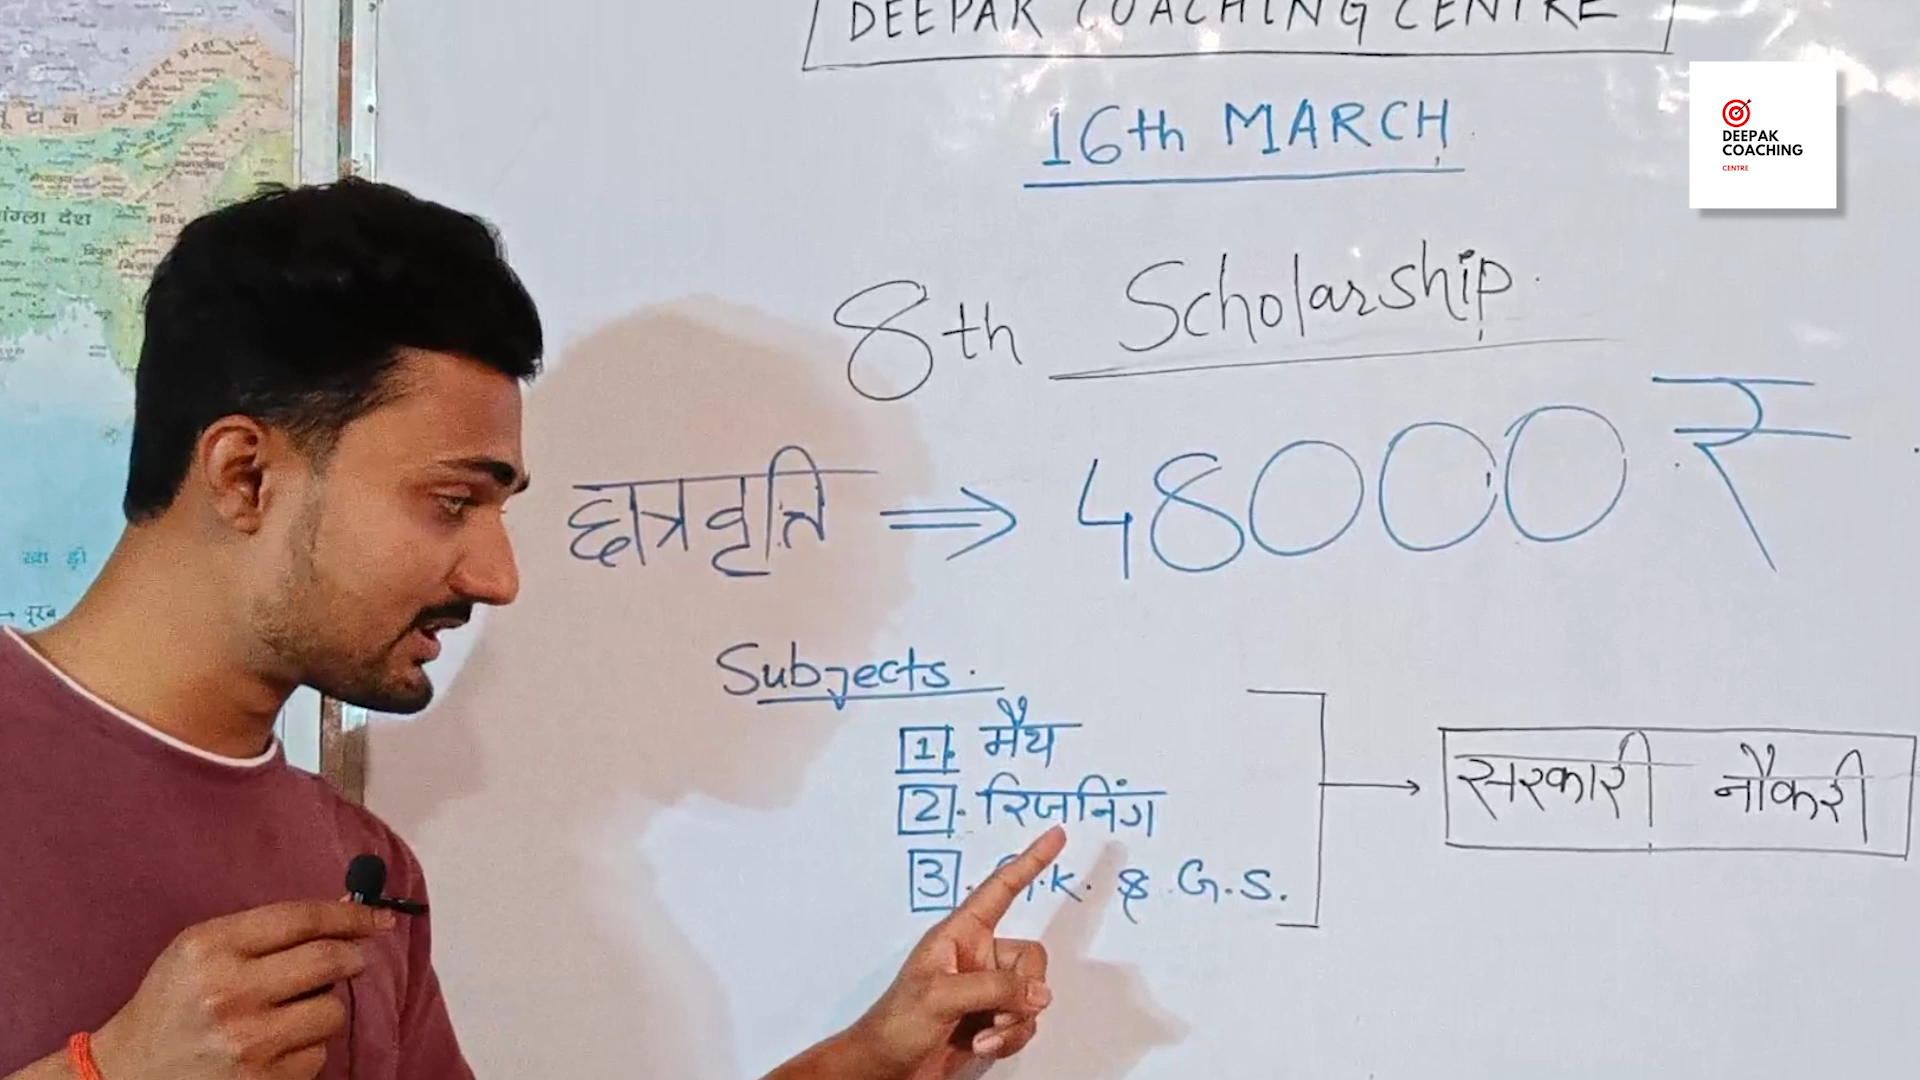 DEEPAK COACHING CENTRE
16th MARCH
DEEPAK
COACHING
CENTRE
8th Scholarship.
छात्रवृत्ति ⇒ 48000 ₹
Subjects.
1. मैथ
2. रिजनिंग
3. G.K. & G.S.
सरकारी नौकरी
भूटान
बांग्ला देश